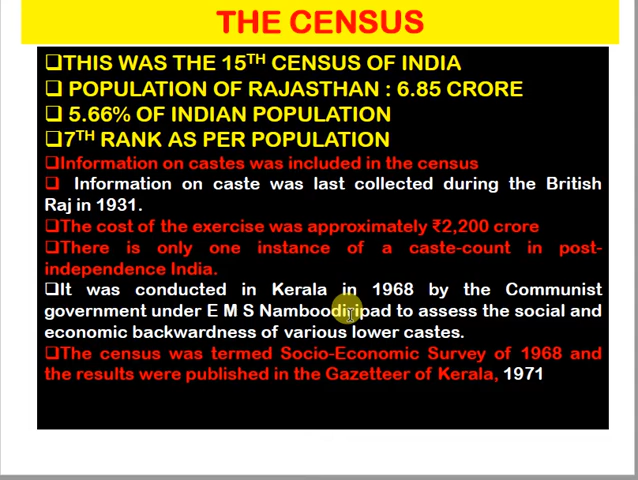 THE CENSUS
❑THIS WAS THE 15TH CENSUS OF INDIA
❑ POPULATION OF RAJASTHAN : 6.85 CRORE
❑ 5.66% OF INDIAN POPULATION
❑7TH RANK AS PER POPULATION
❑Information on castes was included in the census
❑ Information on caste was last collected during the British
Raj in 1931.
❑The cost of the exercise was approximately ₹2,200 crore
❑There is only one instance of a caste-count in post-
independence India.
❑It was conducted in Kerala in 1968 by the Communist
government under E M S Namboodiripad to assess the social and
economic backwardness of various lower castes.
❑The census was termed Socio-Economic Survey of 1968 and
the results were published in the Gazetteer of Kerala, 1971